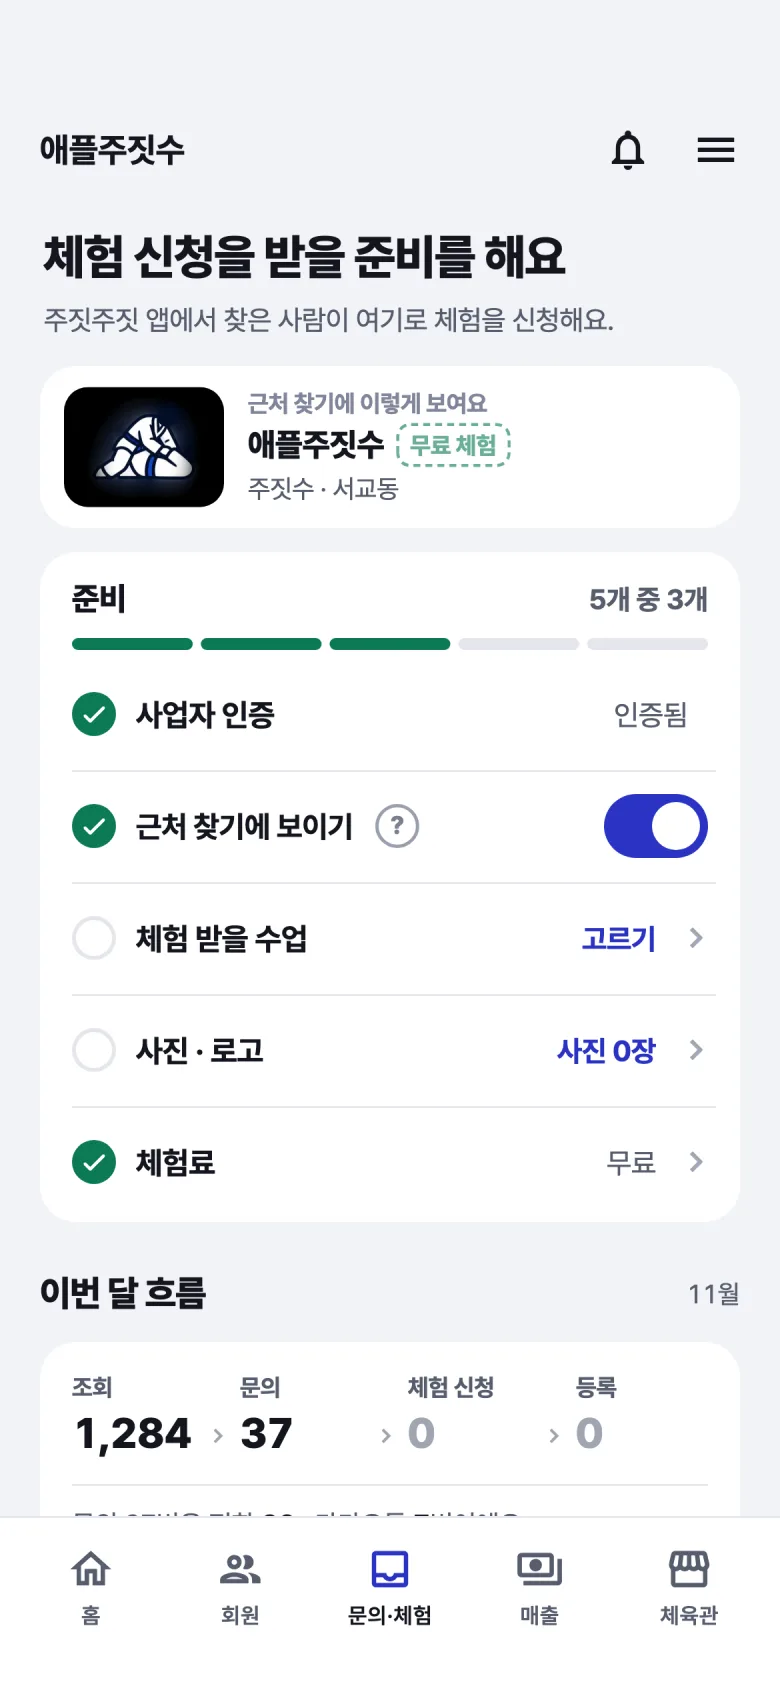 애플주짓수
체험 신청을 받을 준비를 해요
주짓주짓 앱에서 찾은 사람이 여기로 체험을 신청해요.
근처 찾기에 이렇게 보여요
애플주짓수 무료 체험
주짓수 · 서교동
준비 5개 중 3개
사업자 인증 인증됨
근처 찾기에 보이기 ?
체험 받을 수업 고르기
사진 · 로고 사진 0장
체험료 무료
이번 달 흐름 11월
조회 문의 체험 신청 등록
1,284 › 37 › 0 › 0
홈 회원 문의·체험 매출 체육관